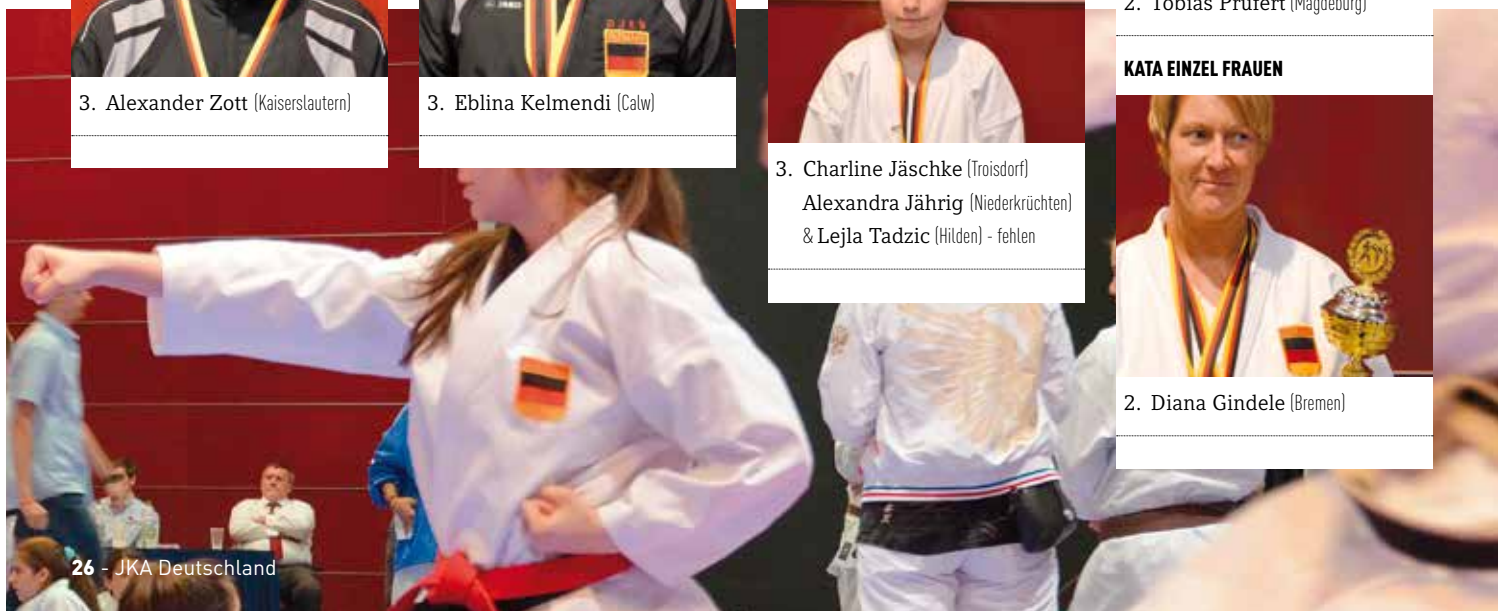 3. Alexander Zott (Kaiserslautern)
3. Eblina Kelmendi (Calw)
3. Charline Jäschke (Troisdorf)
Alexandra Jährig (Niederkrüchten)
& Lejla Tadzic (Hilden) - fehlen
2. Tobias Prüfert (Magdeburg)
KATA EINZEL FRAUEN
2. Diana Gindele (Bremen)
26 - JKA Deutschland